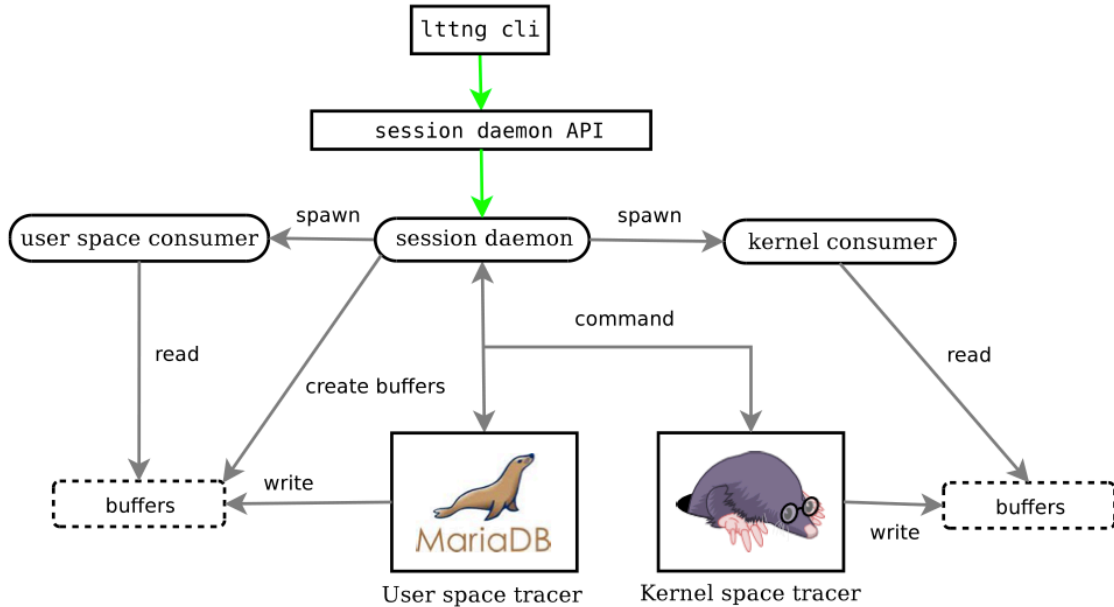 lttng cli
session daemon API
spawn
spawn
user space consumer
session daemon
kernel consumer
command
read
read
create buffers
write
buffers
MariaDB
write
buffers
User space tracer
Kernel space tracer